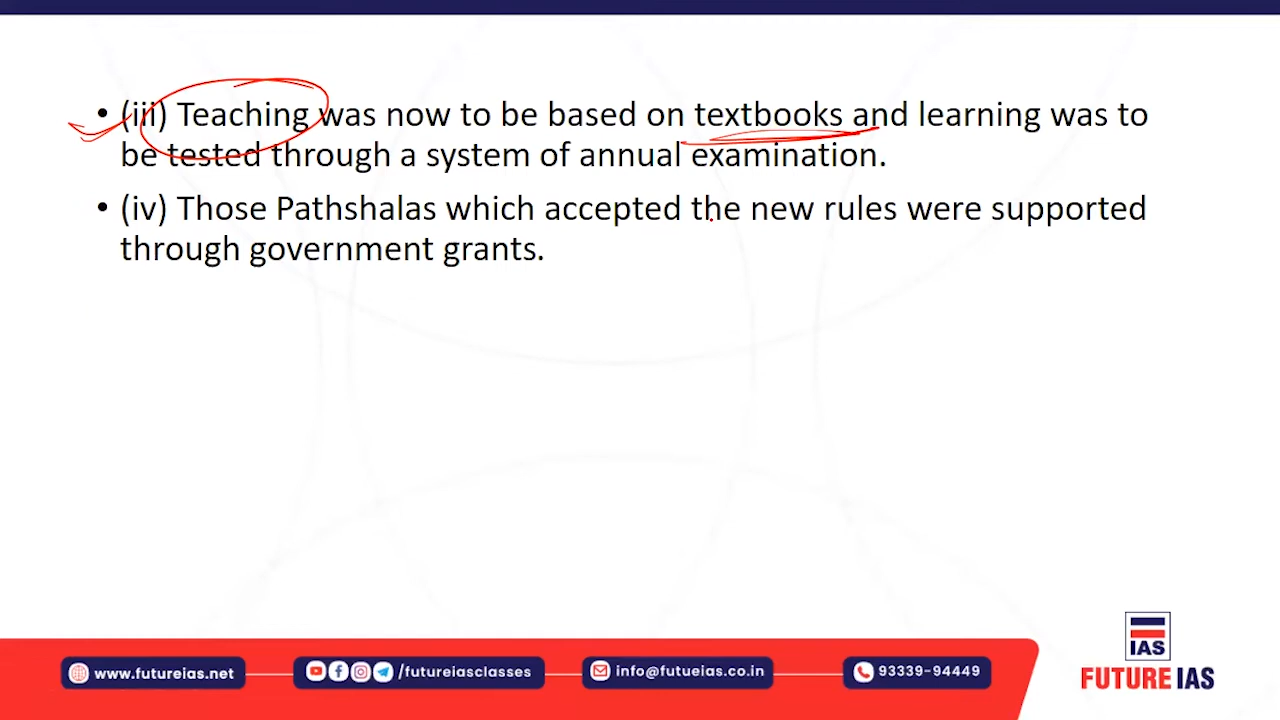 • (iii) Teaching was now to be based on textbooks and learning was to
be tested through a system of annual examination.
• (iv) Those Pathshalas which accepted the new rules were supported
through government grants.
www.futureias.net
/futureiasclasses
info@futueias.co.in
93339-94449
IAS
FUTURE IAS